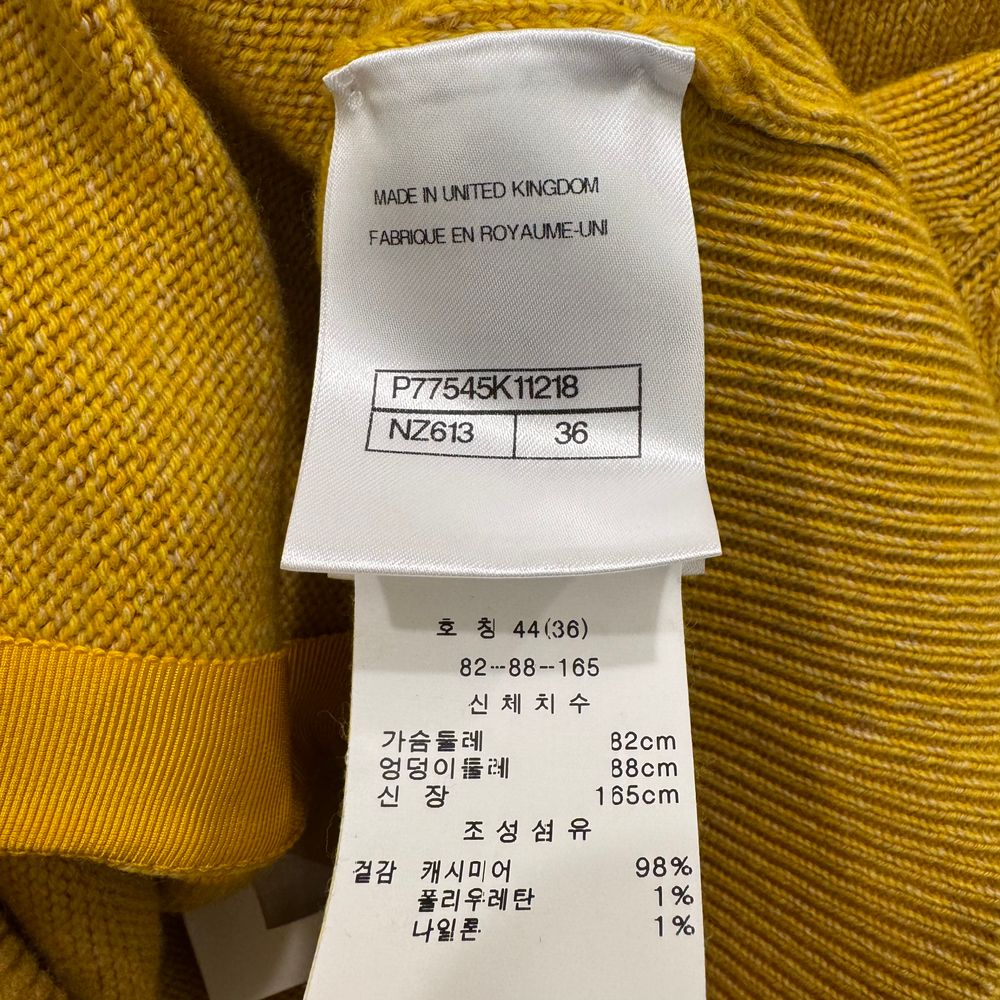 MADE IN UNITED KINGDOM
FABRIQUE EN ROYAUME-UNI
P77545K11218
NZ613 36
호 칭 44(36)
82--88--165
신 체 치 수
가슴둘레 82cm
엉덩이둘레 88cm
신 장 165cm
조 성 섬 유
겉감 캐시미어 98%
폴리우레탄 1%
나일론 1%